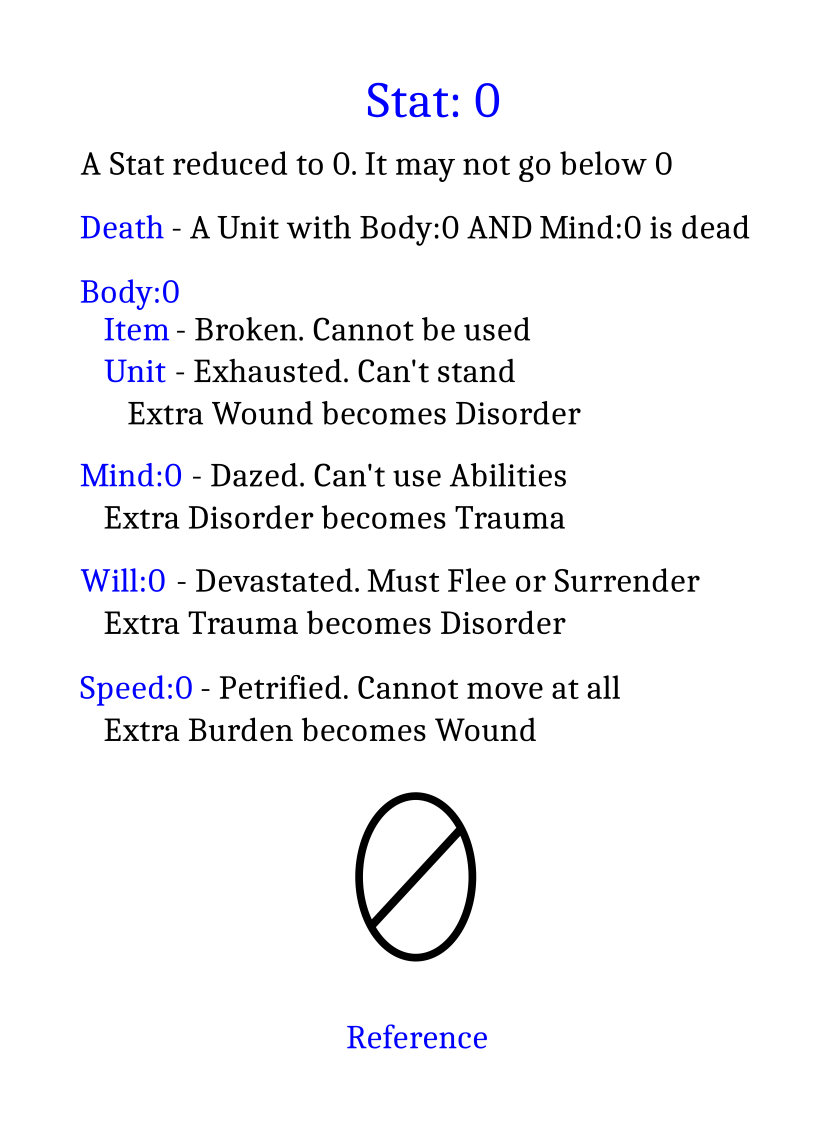 Stat: 0
A Stat reduced to 0. It may not go below 0
Death - A Unit with Body:0 AND Mind:0 is dead
Body:0
Item - Broken. Cannot be used
Unit - Exhausted. Can't stand
Extra Wound becomes Disorder
Mind:0 - Dazed. Can't use Abilities
Extra Disorder becomes Trauma
Will:0 - Devastated. Must Flee or Surrender
Extra Trauma becomes Disorder
Speed:0 - Petrified. Cannot move at all
Extra Burden becomes Wound
Reference